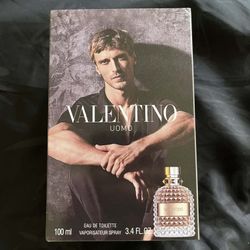 VALENTINO
UOMO
EAU DE TOILETTE
100 ml VAPORISATEUR SPRAY 3.4 FL.OZ